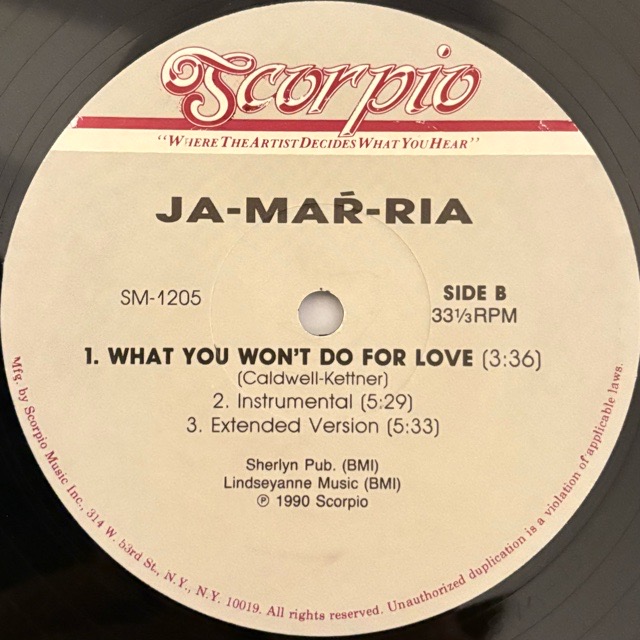 Scorpio
"WHERE THE ARTIST DECIDES WHAT YOU HEAR"
JA-MAŘ-RIA
SM-1205
SIDE B
33⅓ RPM
1. WHAT YOU WON'T DO FOR LOVE (3:36)
(Caldwell-Kettner)
2. Instrumental (5:29)
3. Extended Version (5:33)
Sherlyn Pub. (BMI)
Lindseyanne Music (BMI)
℗ 1990 Scorpio
Mfg. by Scorpio Music Inc., 314 W. 53rd St., N.Y., N.Y. 10019. All rights reserved. Unauthorized duplication is a violation of applicable laws.